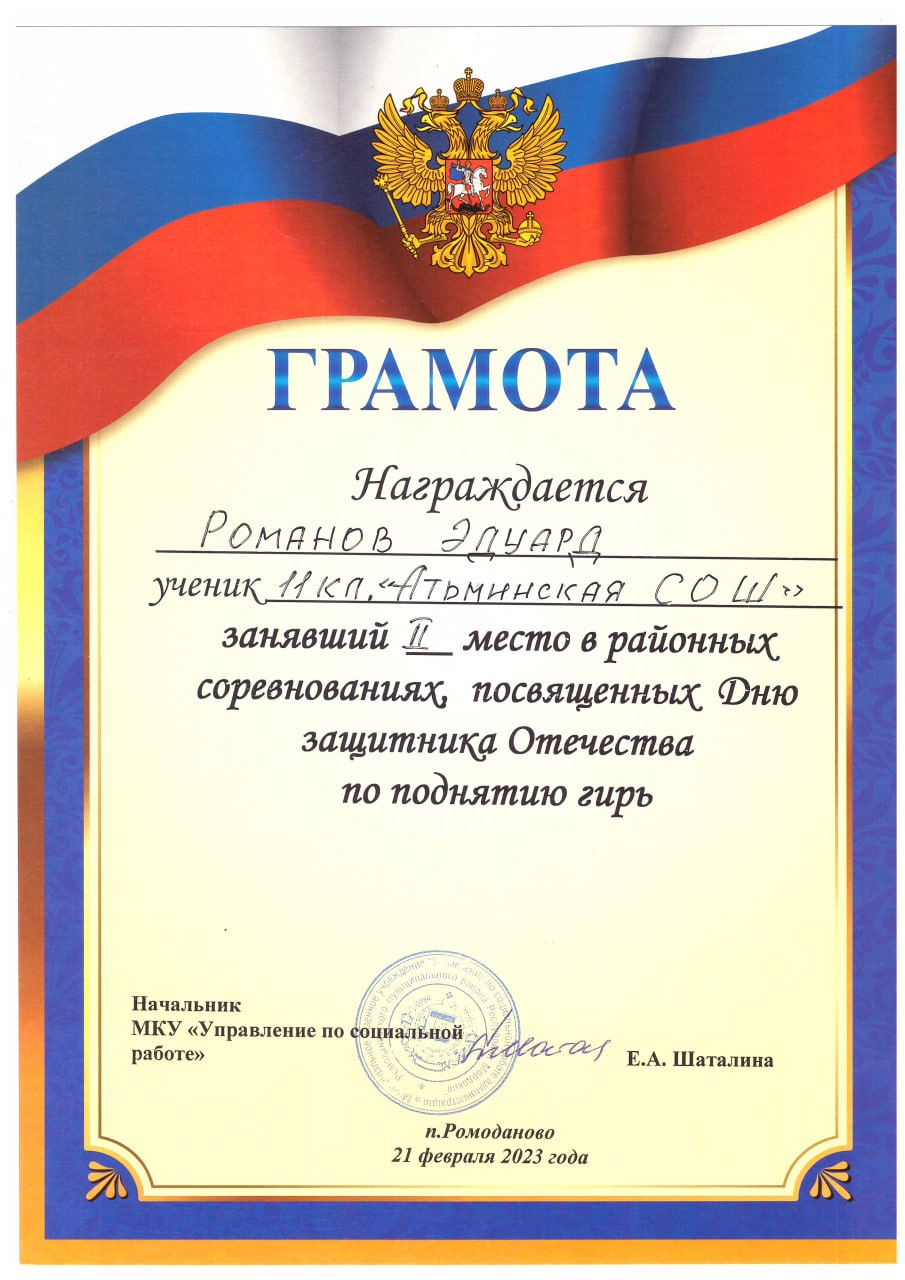 ГРАМОТА
Награждается
Романов Эдуард
ученик 11 кл. «Атьминская СОШ»
занявший II место в районных
соревнованиях, посвященных Дню
защитника Отечества
по поднятию гирь
Начальник
МКУ «Управление по социальной
работе»
Е.А. Шаталина
п.Ромоданово
21 февраля 2023 года